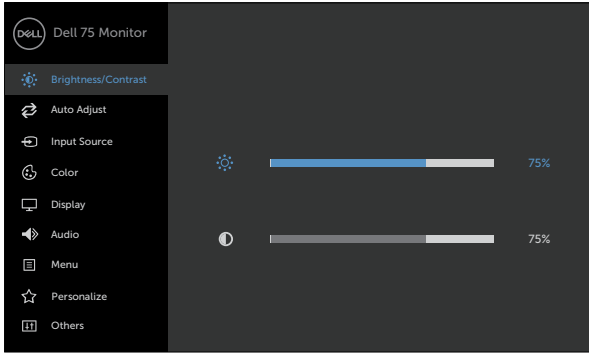 DELL Dell 75 Monitor
Brightness/Contrast
Auto Adjust
Input Source
Color
Display
Audio
Menu
Personalize
Others
75%
75%